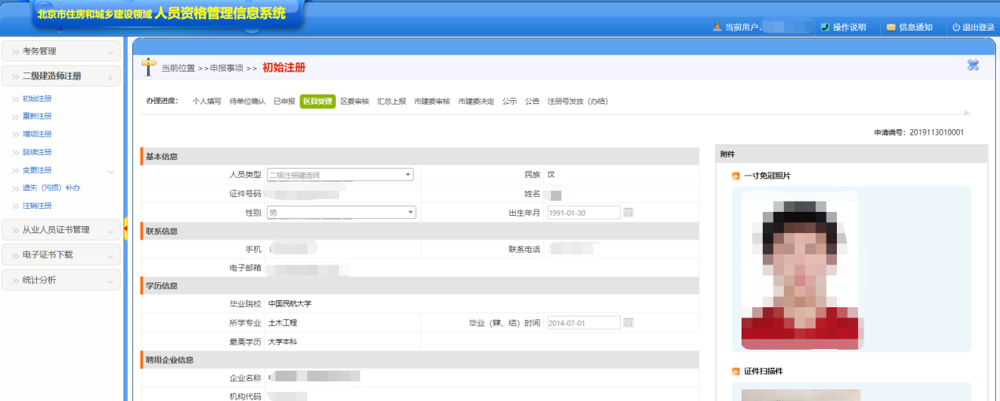 北京市住房和城乡建设领域 人员资格管理信息系统
当前用户: 操作说明 信息通知 退出登录
考务管理
二级建造师注册
初始注册
重新注册
增项注册
延续注册
变更注册
遗失（污损）补办
注销注册
从业人员证书管理
电子证书下载
统计分析
当前位置 >>申报事项 >> 初始注册
办理进度: 个人填写 待单位确认 已申报 区县受理 区委审核 汇总上报 市建委审核 市建委决定 公示 公告 注册号发放（办结）
申请编号: 2019113010001
基本信息
人员类型 二级注册建造师 民族 汉
证件号码 姓名
性别 男 出生年月 1991-01-30
联系信息
手机 联系电话
电子邮箱
学历信息
毕业院校 中国民航大学
所学专业 土木工程 毕业（肄、结）时间 2014-07-01
最高学历 大学本科
聘用企业信息
企业名称
机构代码
附件
一寸免冠照片
证件扫描件